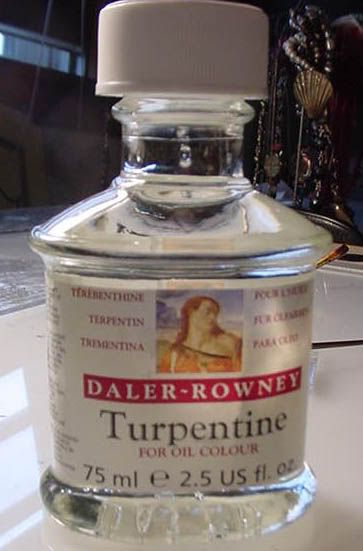 TÉRÉBENTHINE POUR L'HUILE
TERPENTIN FÜR ÖLFARBEN
TREMENTINA PARA OLIO
DALER-ROWNEY
Turpentine
FOR OIL COLOUR
75 ml ℮ 2.5 US fl. oz